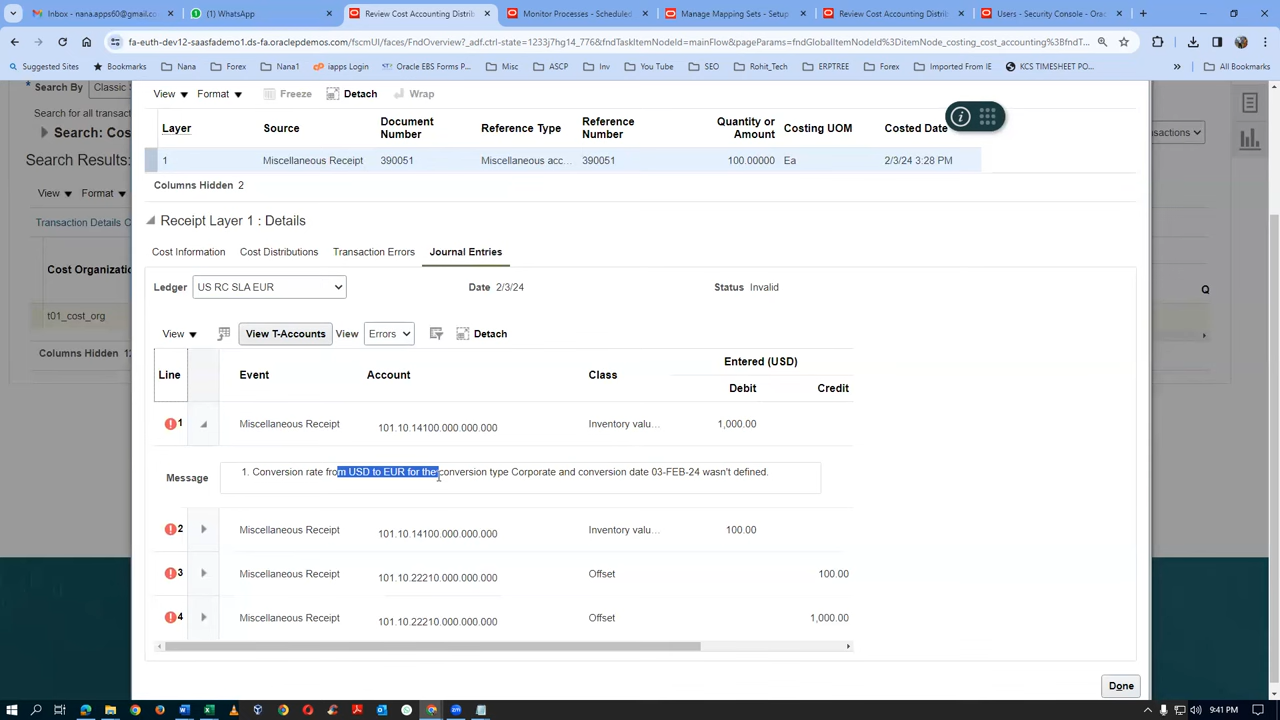 Inbox - nana.apps60@gmail.co
(1) WhatsApp
Review Cost Accounting Distrib
Monitor Processes - Scheduled
Manage Mapping Sets - Setup
Review Cost Accounting Distrib
Users - Security Console - Ora
fa-euth-dev12-saasfademo1.ds-fa.oraclepdemos.com/fscmUI/faces/FndOverview?_adf.ctrl-state=1233j7hg14_776&fndTaskItemNodeId=mainFlow&pageParams=fndGlobalItemNodeId%3DitemNode_costing_cost_accounting%3BfndT...
Suggested Sites
Bookmarks
Nana
Forex
Nana1
iapps Login
Oracle EBS Forms P...
Misc
ASCP
Inv
You Tube
SEO
Rohit_Tech
ERPTREE
Forex
Imported From IE
KCS TIMESHEET PO...
»
All Bookmarks
* Search By
Classic
Search for all transac
Search: Cos
Search Results:
View
Format
Transaction Details C
Cost Organizatio
t01_cost_org
Columns Hidden 12
nsactions
Q
View
Format
Freeze
Detach
Wrap
Layer
Source
Document Number
Reference Type
Reference Number
Quantity or Amount
Costing UOM
Costed Date
1
Miscellaneous Receipt
390051
Miscellaneous acc...
390051
100.00000
Ea
2/3/24 3:28 PM
Columns Hidden 2
Receipt Layer 1 : Details
Cost Information
Cost Distributions
Transaction Errors
Journal Entries
Ledger
US RC SLA EUR
Date 2/3/24
Status Invalid
View
View T-Accounts
View
Errors
Detach
Line
Event
Account
Class
Entered (USD)
Debit
Credit
1
Miscellaneous Receipt
101.10.14100.000.000.000
Inventory valu...
1,000.00
Message
1. Conversion rate from USD to EUR for the conversion type Corporate and conversion date 03-FEB-24 wasn't defined.
2
Miscellaneous Receipt
101.10.14100.000.000.000
Inventory valu...
100.00
3
Miscellaneous Receipt
101.10.22210.000.000.000
Offset
100.00
4
Miscellaneous Receipt
101.10.22210.000.000.000
Offset
1,000.00
Done
9:41 PM